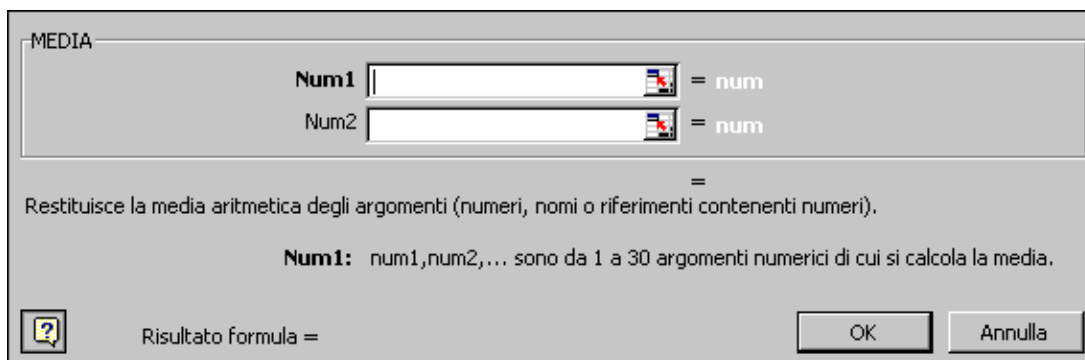 MEDIA
Num1 = num
Num2 = num
=
Restituisce la media aritmetica degli argomenti (numeri, nomi o riferimenti contenenti numeri).
Num1: num1,num2,... sono da 1 a 30 argomenti numerici di cui si calcola la media.
? Risultato formula = OK Annulla